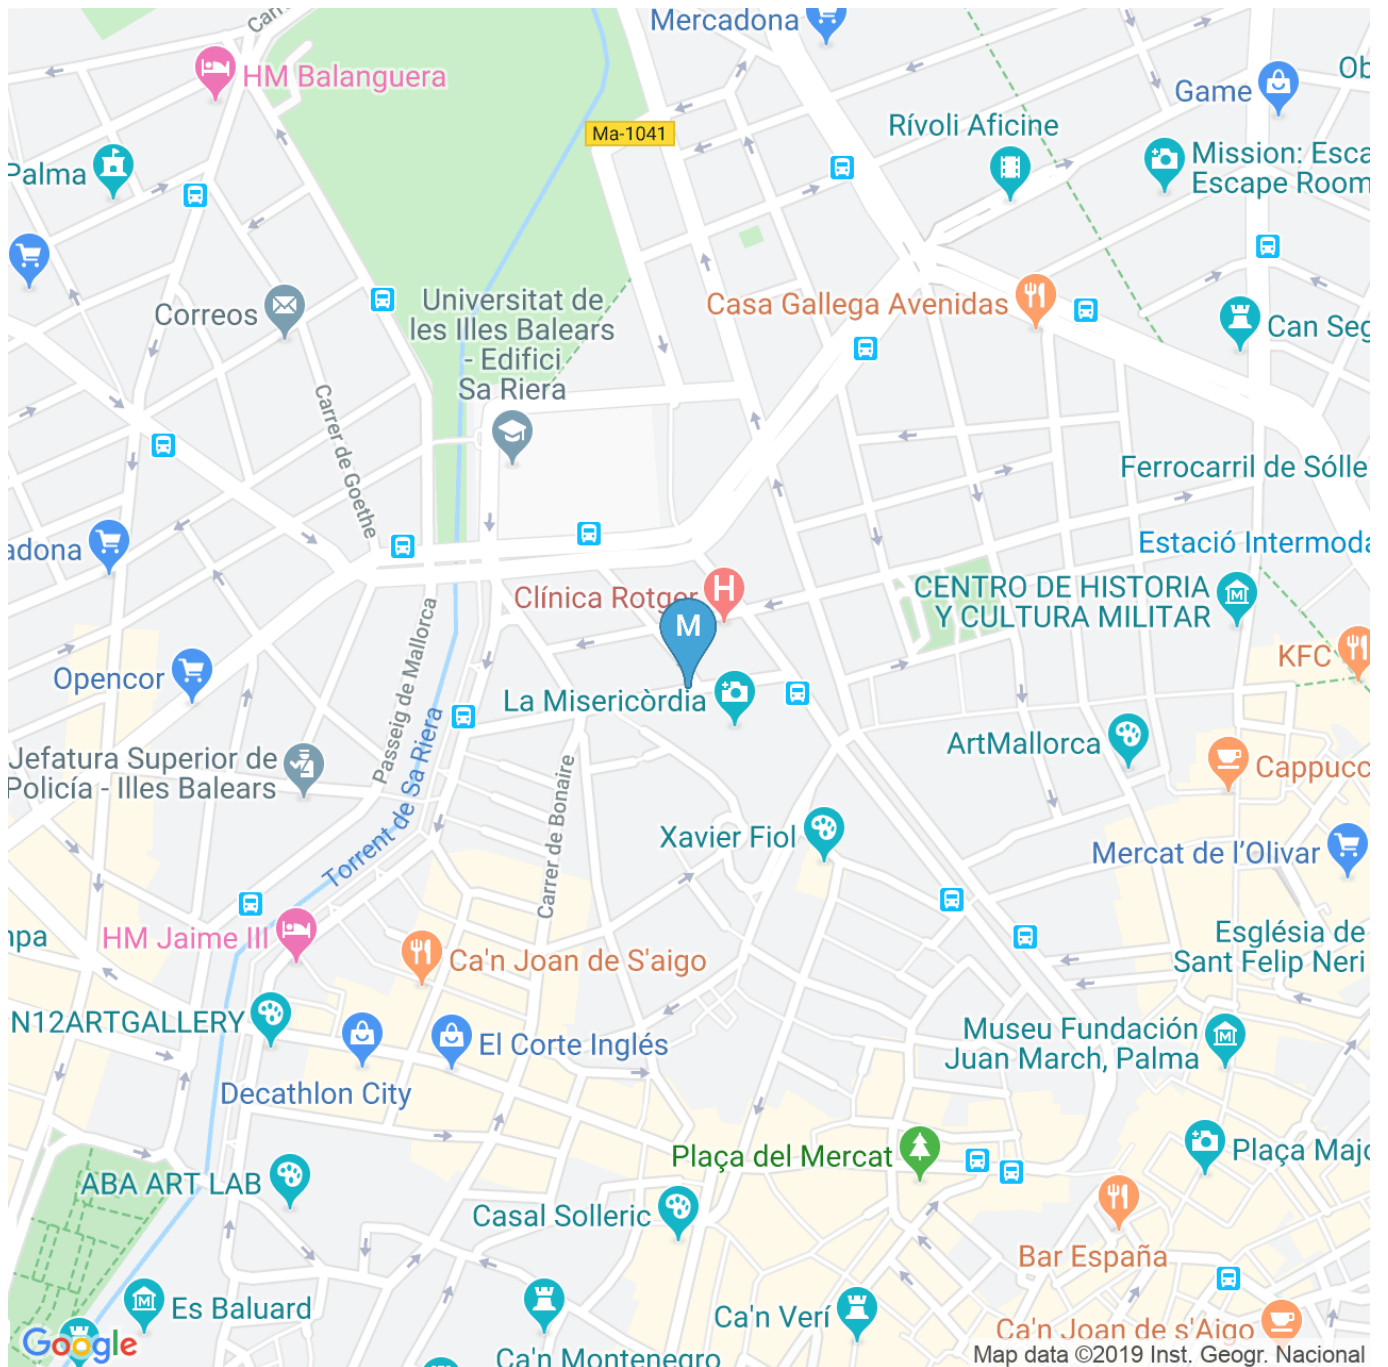 Mercadona
HM Balanguera
Ma-1041
Rívoli Aficine
Game
Mission: Esca
Escape Room
Palma
Correos
Universitat de
les Illes Balears
- Edifici
Sa Riera
Casa Gallega Avenidas
Can Seg
Carrer de Goethe
Ferrocarril de Sólle
adona
Estació Intermoda
Clínica Rotger
H
M
CENTRO DE HISTORIA
Y CULTURA MILITAR
KFC
Opencor
Passeig de Mallorca
La Misericòrdia
ArtMallorca
Torrent de Sa Riera
Jefatura Superior de
Policía - Illes Balears
Carrer de Bonaire
Cappucc
Xavier Fiol
Mercat de l'Olivar
npa
HM Jaime III
Ca'n Joan de S'aigo
Església de
Sant Felip Neri
N12ARTGALLERY
El Corte Inglés
Museu Fundación
Juan March, Palma
Decathlon City
Plaça del Mercat
Plaça Majo
ABA ART LAB
Casal Solleric
Bar España
Es Baluard
Ca'n Verí
Ca'n Joan de s'Aigo
Google
Ca'n Montenegro
Map data ©2019 Inst. Geogr. Nacional